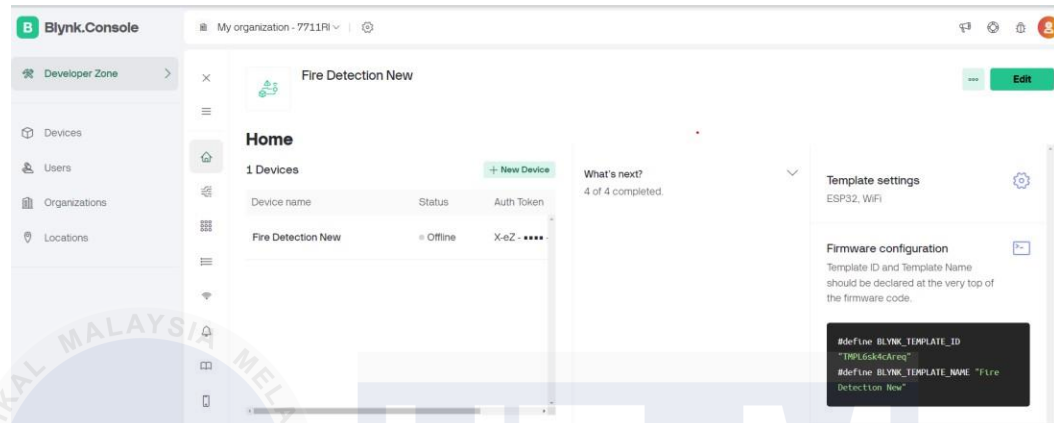 B Blynk.Console
My organization - 7711RI
Developer Zone
Devices
Users
Organizations
Locations
Fire Detection New
Edit
Home
1 Devices
+ New Device
Device name Status Auth Token
Fire Detection New Offline X-eZ - •••• -
What's next?
4 of 4 completed.
Template settings
ESP32, WiFi
Firmware configuration
Template ID and Template Name
should be declared at the very top of
the firmware code.
#define BLYNK_TEMPLATE_ID
"TMPL6sk4cAreq"
#define BLYNK_TEMPLATE_NAME "Fire
Detection New"
MALAYSIA